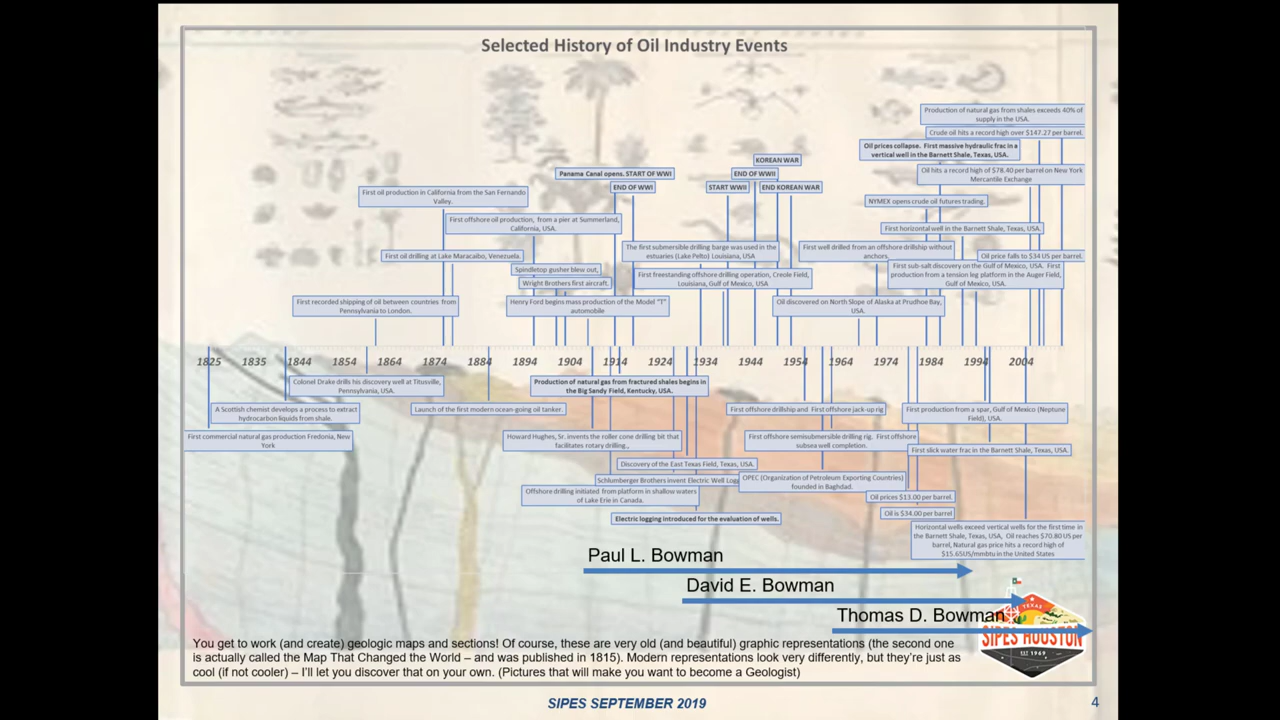 Selected History of Oil Industry Events
Production of natural gas from shales exceeds 40% of
supply in the USA.
Crude oil hits a record high over $147.27 per barrel.
Oil prices collapse. First massive hydraulic frac in a
vertical well in the Barnett Shale, Texas, USA.
KOREAN WAR
Panama Canal opens. START OF WWI
END OF WWII
Oil hits a record high of $78.40 per barrel on New York
Mercantile Exchange
END OF WWI
START WWII
END KOREAN WAR
First oil production in California from the San Fernando
Valley.
NYMEX opens crude oil futures trading.
First offshore oil production, from a pier at Summerland,
California, USA.
First horizontal well in the Barnett Shale, Texas, USA.
First oil drilling at Lake Maracaibo, Venezuela.
The first submersible drilling barge was used in the
estuaries (Lake Pelto) Louisiana, USA
First well drilled from an offshore drillship without
anchors.
Oil price falls to $34 US per barrel.
Spindletop gusher blew out,
Wright Brothers first aircraft.
First freestanding offshore drilling operation, Creole Field,
Louisiana, Gulf of Mexico, USA
First sub-salt discovery on the Gulf of Mexico, USA. First
production from a tension leg platform in the Auger Field,
Gulf of Mexico, USA.
First recorded shipping of oil between countries from
Pennsylvania to London.
Henry Ford begins mass production of the Model "T"
automobile
Oil discovered on North Slope of Alaska at Prudhoe Bay,
USA.
1825 1835 1844 1854 1864 1874 1884 1894 1904 1914 1924 1934 1944 1954 1964 1974 1984 1994 2004
Colonel Drake drills his discovery well at Titusville,
Pennsylvania, USA.
Production of natural gas from fractured shales begins in
the Big Sandy Field, Kentucky, USA.
A Scottish chemist develops a process to extract
hydrocarbon liquids from shale.
Launch of the first modern ocean-going oil tanker.
First offshore drillship and First offshore jack-up rig
First production from a spar, Gulf of Mexico (Neptune
Field), USA.
First commercial natural gas production Fredonia, New
York
Howard Hughes, Sr. invents the roller cone drilling bit that
facilitates rotary drilling.,
First offshore semisubmersible drilling rig. First offshore
subsea well completion.
First slick water frac in the Barnett Shale, Texas, USA.
Discovery of the East Texas Field, Texas, USA.
Schlumberger Brothers invent Electric Well Logg
OPEC (Organization of Petroleum Exporting Countries)
founded in Baghdad.
Offshore drilling initiated from platform in shallow waters
of Lake Erie in Canada.
Oil prices $13.00 per barrel.
Oil is $34.00 per barrel
Electric logging introduced for the evaluation of wells.
Horizontal wells exceed vertical wells for the first time in
the Barnett Shale, Texas, USA, Oil reaches $70.80 US per
barrel, Natural gas price hits a record high of
$15.65US/mmbtu in the United States
Paul L. Bowman
David E. Bowman
Thomas D. Bowman
TEXAS
SIPES HOUSTON
EST 1969
You get to work (and create) geologic maps and sections! Of course, these are very old (and beautiful) graphic representations (the second one
is actually called the Map That Changed the World – and was published in 1815). Modern representations look very differently, but they're just as
cool (if not cooler) – I'll let you discover that on your own. (Pictures that will make you want to become a Geologist)
SIPES SEPTEMBER 2019
4